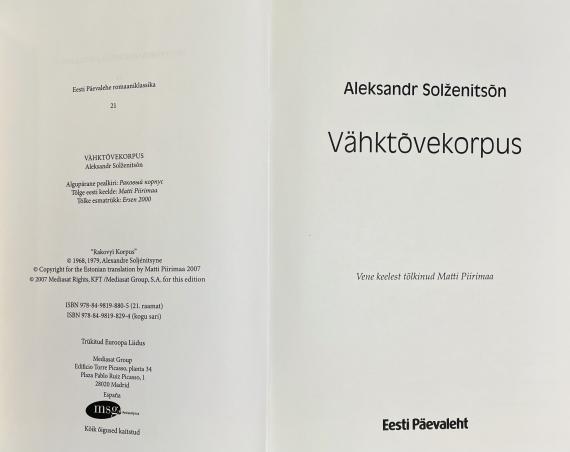 Eesti Päevalehe romaaniklassika
21
VÄHKTÕVEKORPUS
Aleksandr Solženitsõn
Algupärane pealkiri: Раковый корпус
Tõlge eesti keelde: Matti Piirimaa
Tõlke esmatrükk: Ersen 2000
"Rakovyi Korpus"
© 1968, 1979, Alexandre Soljénitsyne
© Copyright for the Estonian translation by Matti Piirimaa 2007
© 2007 Mediasat Rights, KFT /Mediasat Group, S.A. for this edition
ISBN 978-84-9819-880-5 (21. raamat)
ISBN 978-84-9819-829-4 (kogu sari)
Trükitud Euroopa Liidus
Mediasat Group
Edificio Torre Picasso, planta 34
Plaza Pablo Ruiz Picasso, 1
28020 Madrid
España
msg
Kõik õigused kaitstud
Aleksandr Solženitsõn
Vähktõvekorpus
Vene keelest tõlkinud Matti Piirimaa
Eesti Päevaleht